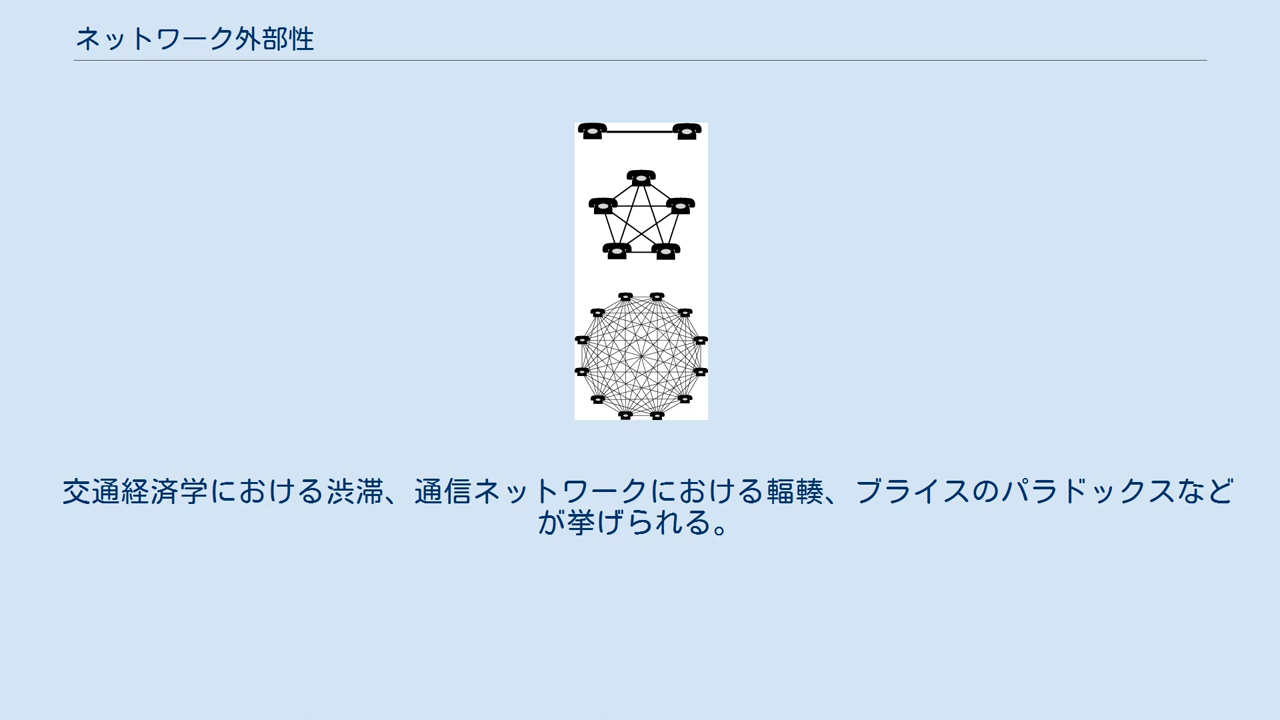 ネットワーク外部性
交通経済学における渋滞、通信ネットワークにおける輻輳、ブライスのパラドックスなど
が挙げられる。